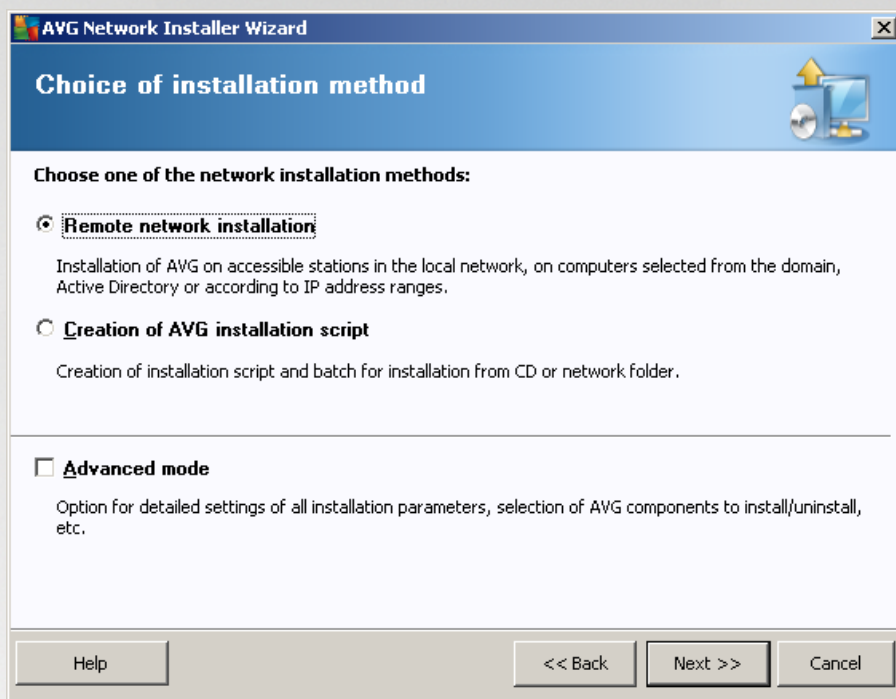 AVG Network Installer Wizard
Choice of installation method
Choose one of the network installation methods:
Remote network installation
Installation of AVG on accessible stations in the local network, on computers selected from the domain,
Active Directory or according to IP address ranges.
Creation of AVG installation script
Creation of installation script and batch for installation from CD or network folder.
Advanced mode
Option for detailed settings of all installation parameters, selection of AVG components to install/uninstall,
etc.
Help
<< Back
Next >>
Cancel